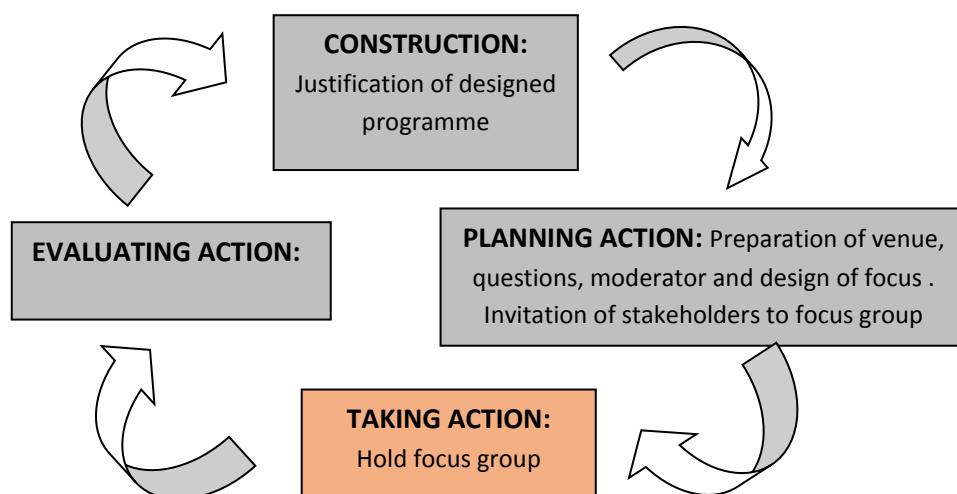 CONSTRUCTION:
Justification of designed
programme
EVALUATING ACTION:
PLANNING ACTION: Preparation of venue,
questions, moderator and design of focus .
Invitation of stakeholders to focus group
TAKING ACTION:
Hold focus group